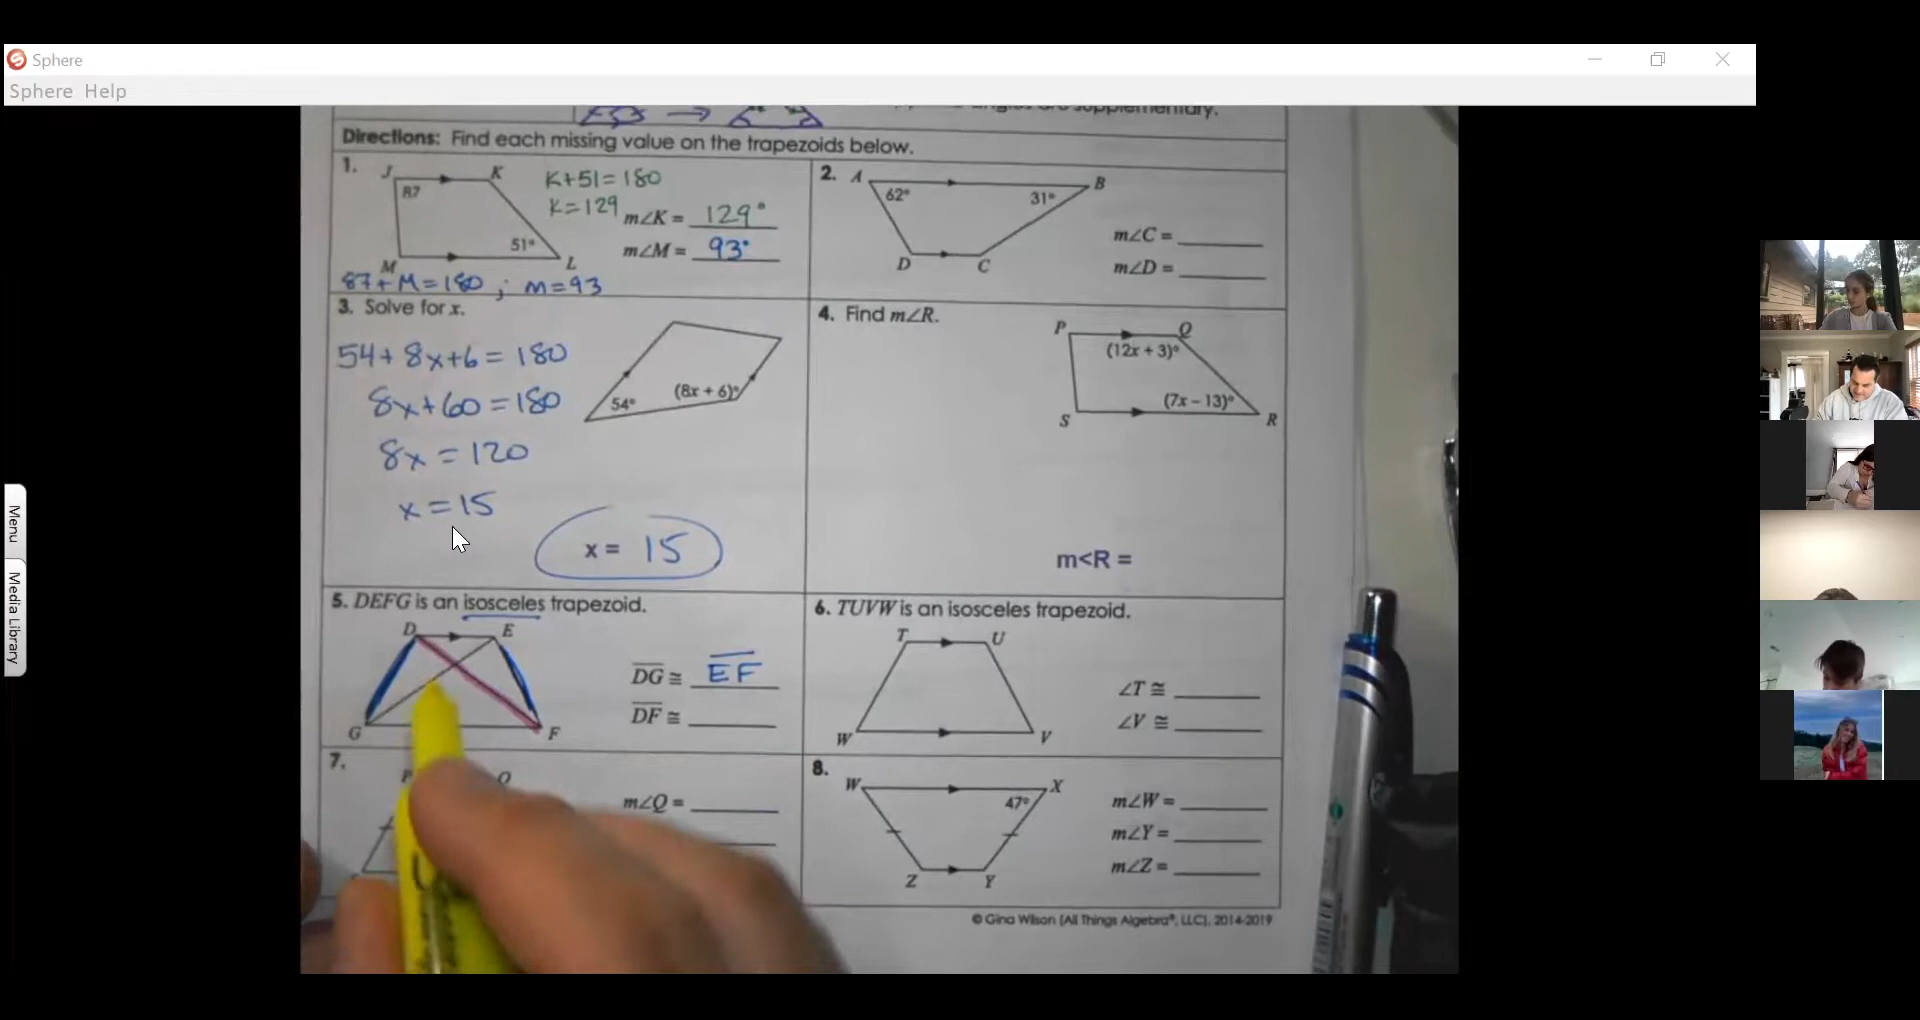 Sphere
Sphere Help
angles are supplementary.
Directions: Find each missing value on the trapezoids below.
1.
J
K
87
51°
M
L
K+51=180
K=129
m∠K = 129°
m∠M = 93°
87+M=180 ; m=93
2.
A
B
62°
31°
D
C
m∠C =
m∠D =
3. Solve for x.
54+8x+6=180
8x+60=180
8x=120
x=15
54°
(8x + 6)°
x = 15
4. Find m∠R.
P
Q
(12x + 3)°
(7x – 13)°
S
R
m<R =
5. DEFG is an isosceles trapezoid.
D
E
G
F
DG ≅ EF
DF ≅
6. TUVW is an isosceles trapezoid.
T
U
W
V
∠T ≅
∠V ≅
7.
P
Q
m∠Q =
8.
W
X
47°
Z
Y
m∠W =
m∠Y =
m∠Z =
© Gina Wilson (All Things Algebra®, LLC), 2014-2019
Menu
Media Library